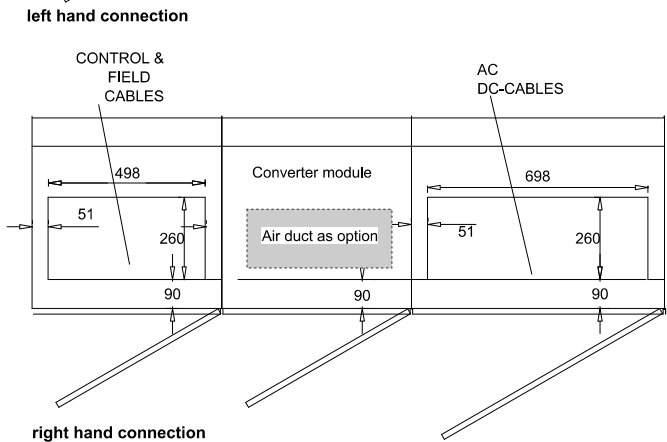 left hand connection
CONTROL &
FIELD
CABLES
AC
DC-CABLES
498
Converter module
698
51
260
Air duct as option
51
260
90
90
90
right hand connection